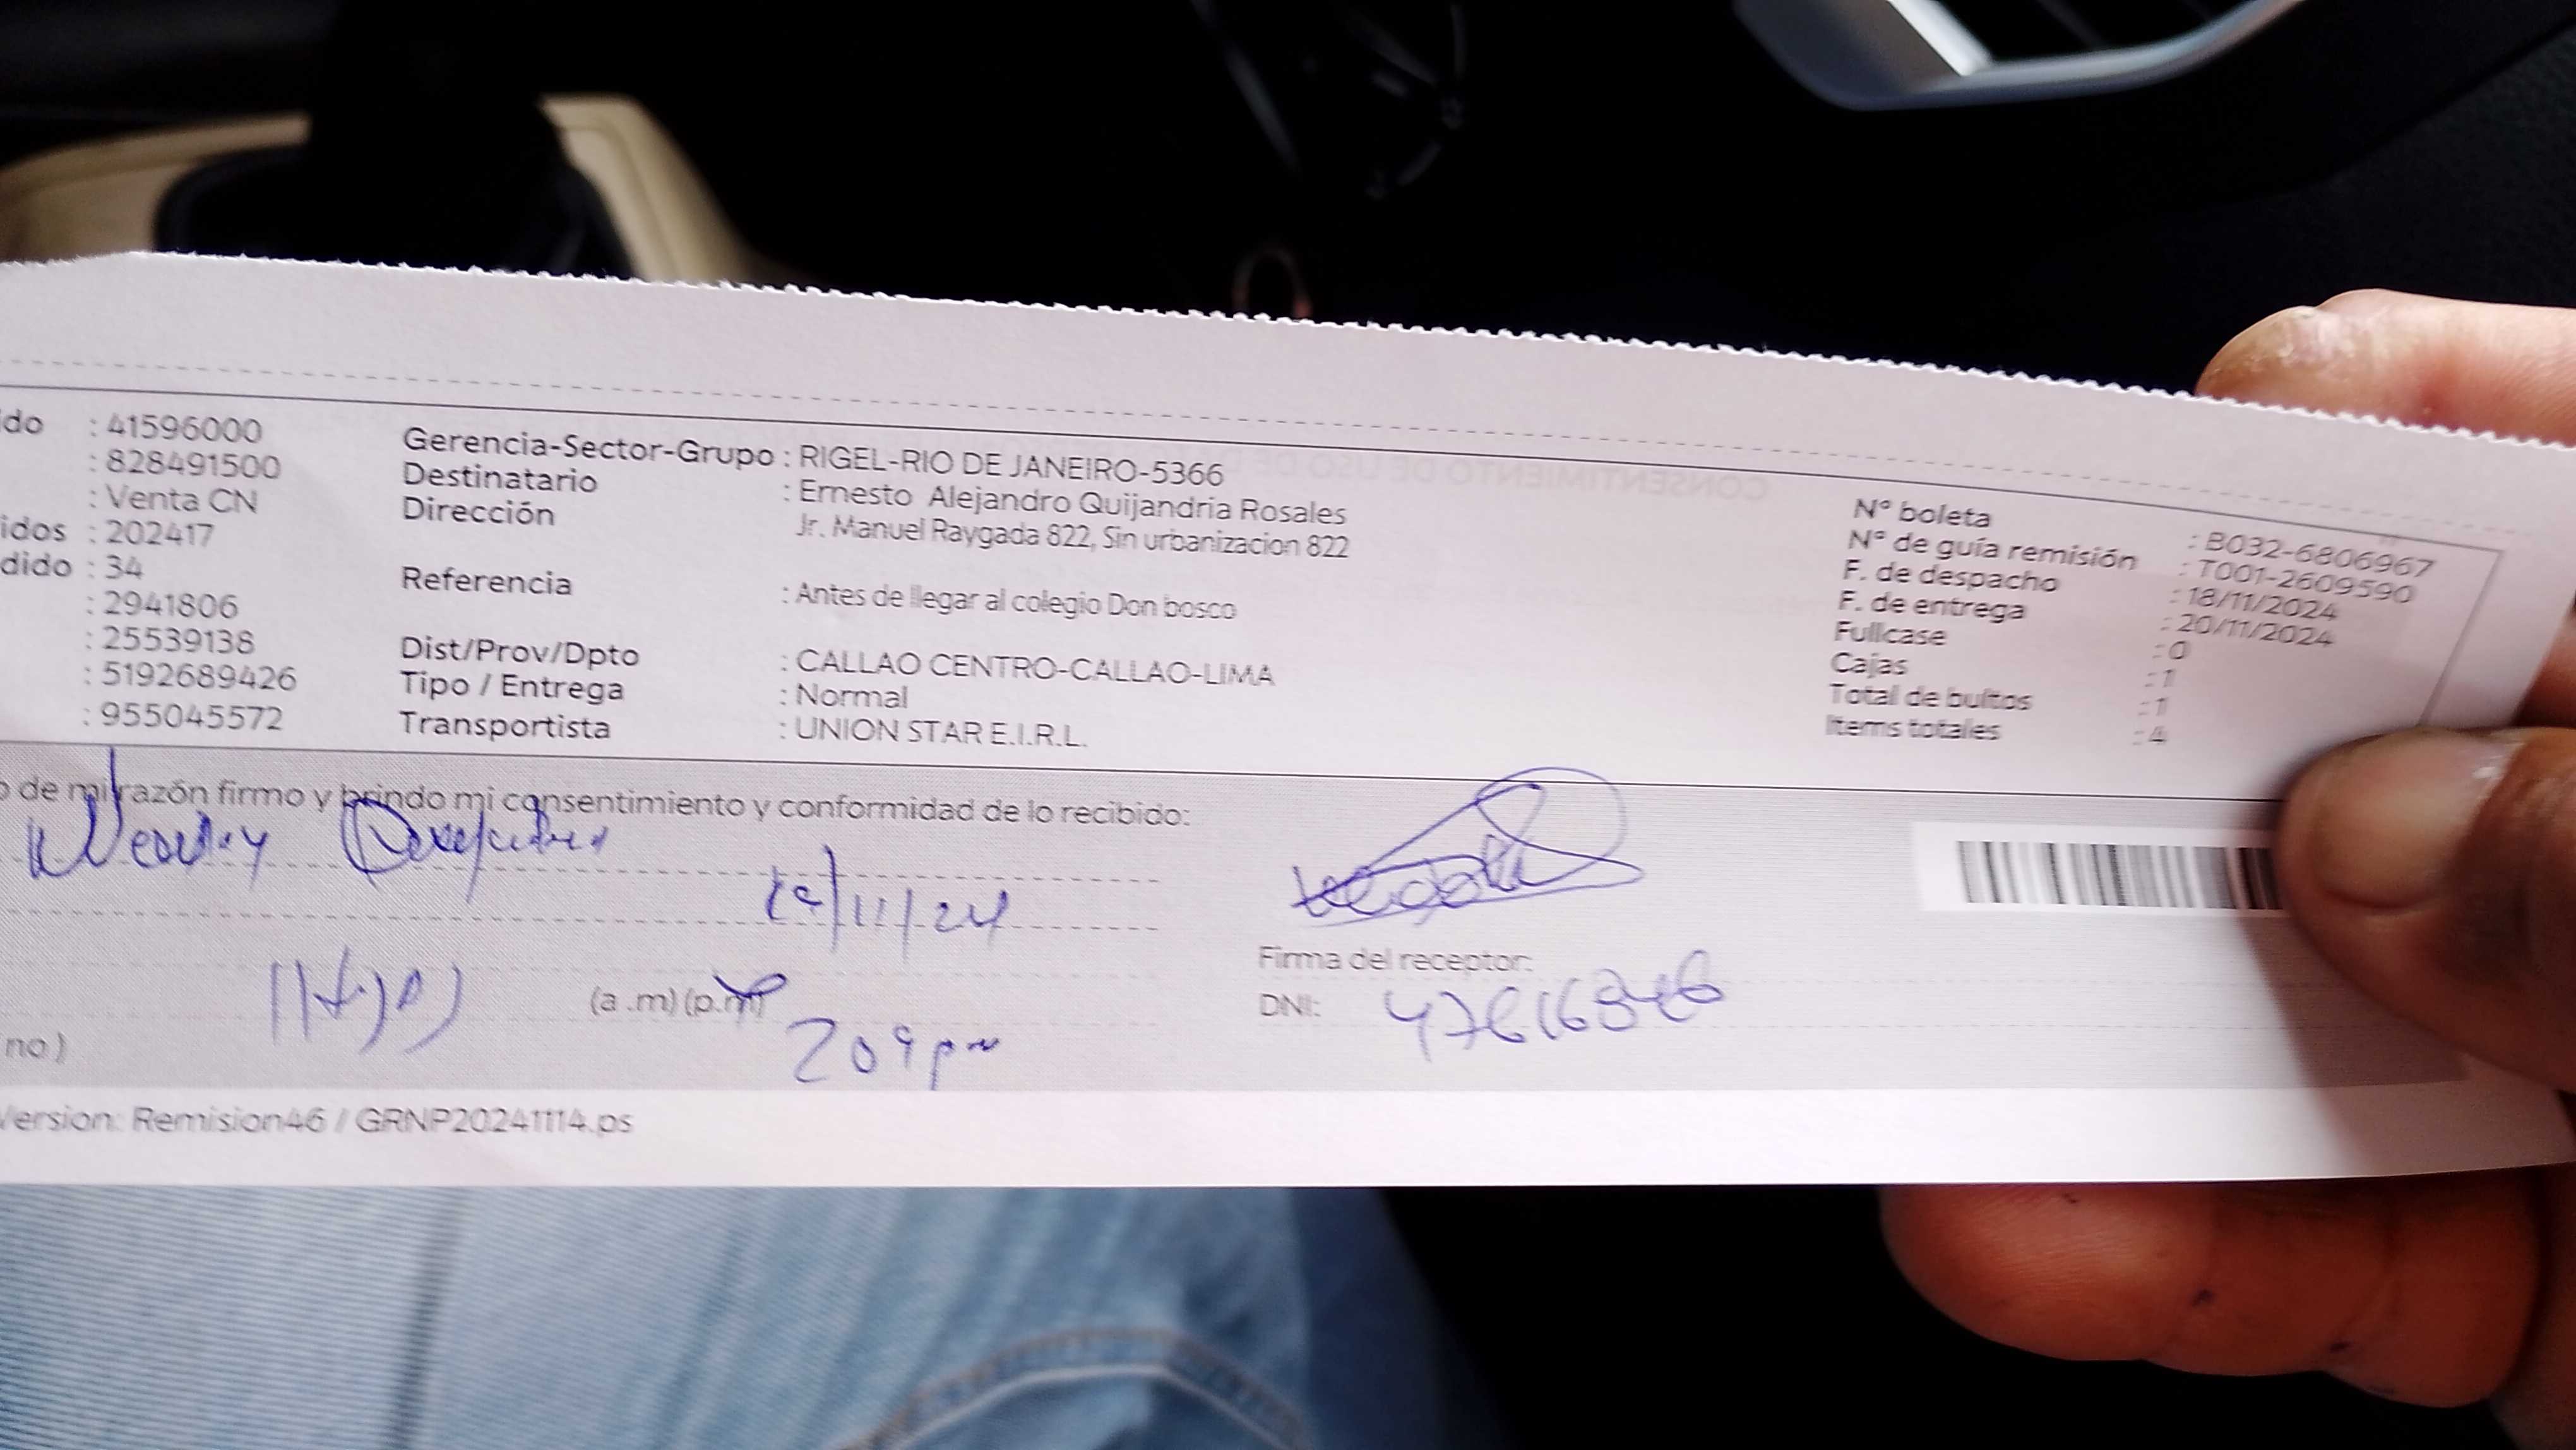 ido : 41596000
: 828491500
: Venta CN
idos : 202417
dido : 34
: 2941806
: 25539138
: 5192689426
: 955045572
Gerencia-Sector-Grupo : RIGEL-RIO DE JANEIRO-5366
Destinatario : Ernesto Alejandro Quijandria Rosales
Dirección Jr. Manuel Raygada 822, Sin urbanizacion 822
Referencia : Antes de llegar al colegio Don bosco
Dist/Prov/Dpto : CALLAO CENTRO-CALLAO-LIMA
Tipo / Entrega : Normal
Transportista : UNION STAR E.I.R.L.
N° boleta : B032-6806967
N° de guía remisión : T001-2609590
F. de despacho : 18/11/2024
F. de entrega : 20/11/2024
Fullcase : 0
Cajas : 1
Total de bultos : 1
Items totales : 4
o de mi razón firmo y brindo mi consentimiento y conformidad de lo recibido:
Firma del receptor:
(a .m) (p.m)
DNI:
209 pm
no )
Version: Remision46 / GRNP20241114.ps